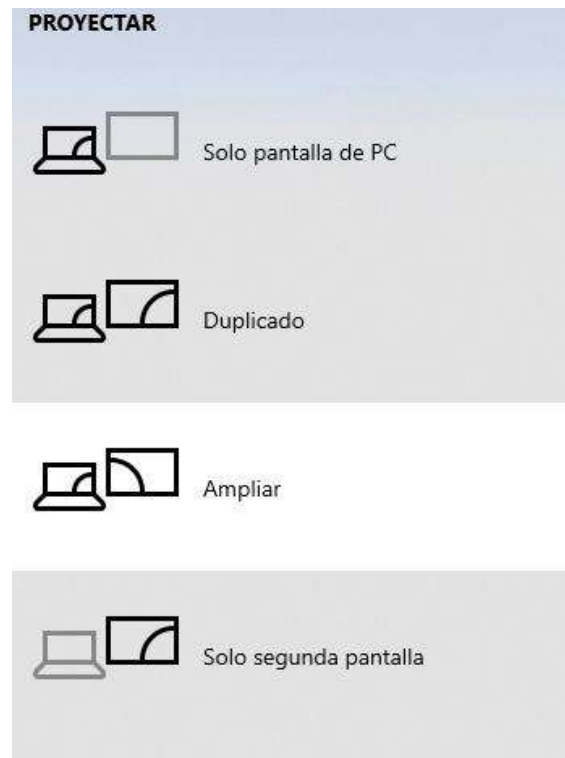 PROYECTAR
Solo pantalla de PC
Duplicado
Ampliar
Solo segunda pantalla